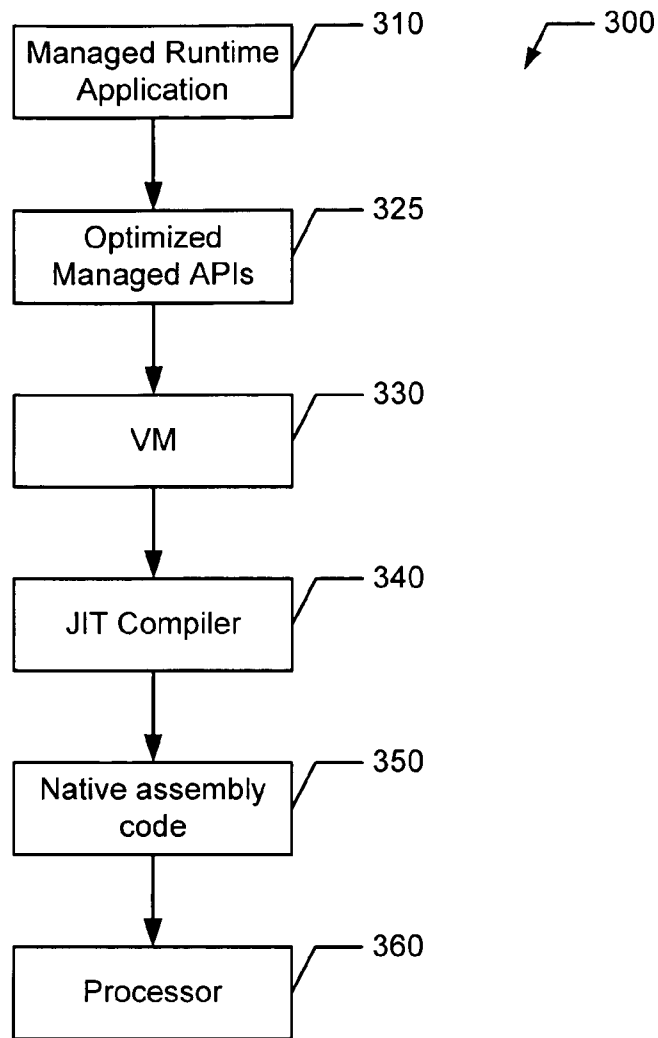 310
300
Managed Runtime
Application
325
Optimized
Managed APIs
330
VM
340
JIT Compiler
350
Native assembly
code
360
Processor